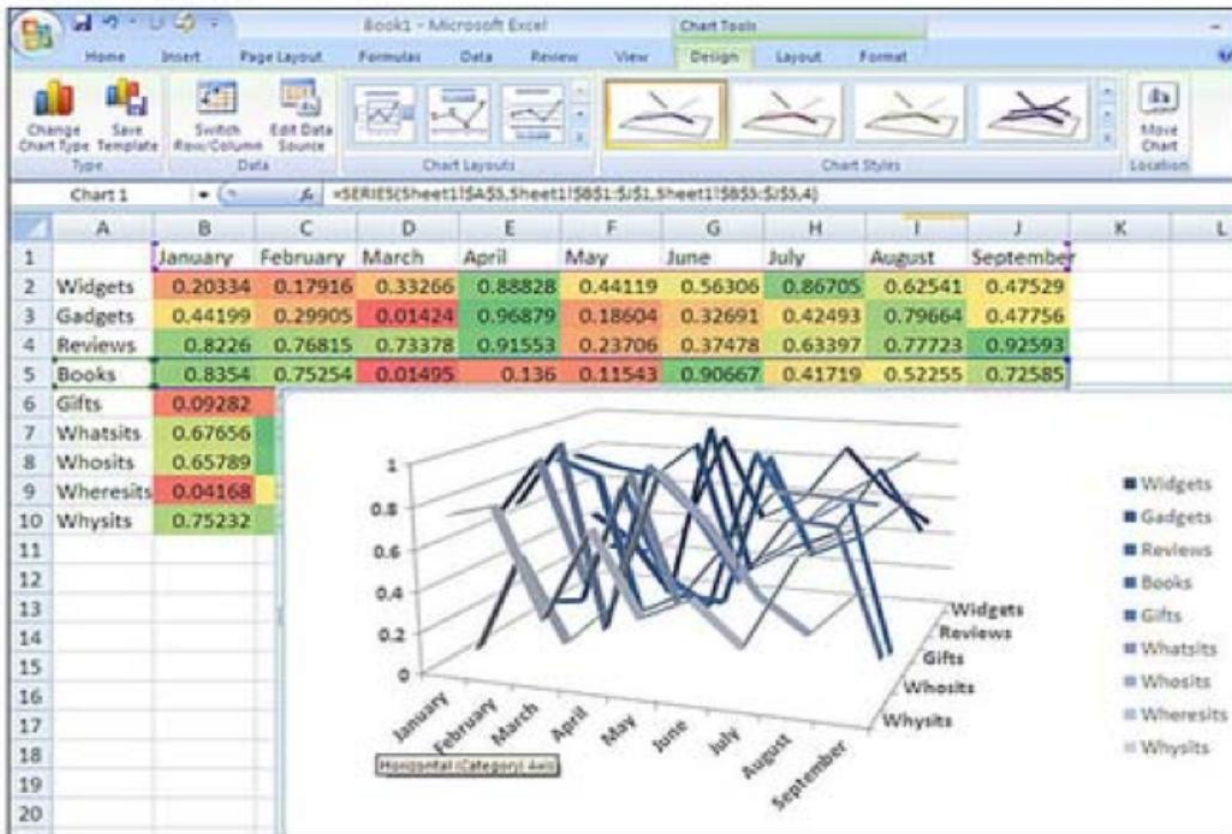 Book1 - Microsoft Excel
Chart Tools
Home Insert Page Layout Formulas Data Review View Design Layout Format
Change Chart Type
Save Template
Switch Row/Column
Edit Data Source
Move Chart
Type
Data
Chart Layouts
Chart Styles
Location
Chart 1
=SERIES(Sheet1!$A$5,Sheet1!$B$1:$J$1,Sheet1!$B$5:$J$5,4)
A B C D E F G H I J K L
1 January February March April May June July August September
2 Widgets 0.20334 0.17916 0.33266 0.88828 0.44119 0.56306 0.86705 0.62541 0.47529
3 Gadgets 0.44199 0.29905 0.01424 0.96879 0.18604 0.32691 0.42493 0.79664 0.47756
4 Reviews 0.8226 0.76815 0.73378 0.91553 0.23706 0.37478 0.63397 0.77723 0.92593
5 Books 0.8354 0.75254 0.01495 0.136 0.11543 0.90667 0.41719 0.52255 0.72585
6 Gifts 0.09282
7 Whatsits 0.67656
8 Whosits 0.65789
9 Wheresits 0.04168
10 Whysits 0.75232
11
12
13
14
15
16
17
18
19
20
1
0.8
0.6
0.4
0.2
0
January
February
March
April
May
June
July
August
September
Widgets
Reviews
Gifts
Whosits
Whysits
Horizontal (Category) Axis
Widgets
Gadgets
Reviews
Books
Gifts
Whatsits
Whosits
Wheresits
Whysits